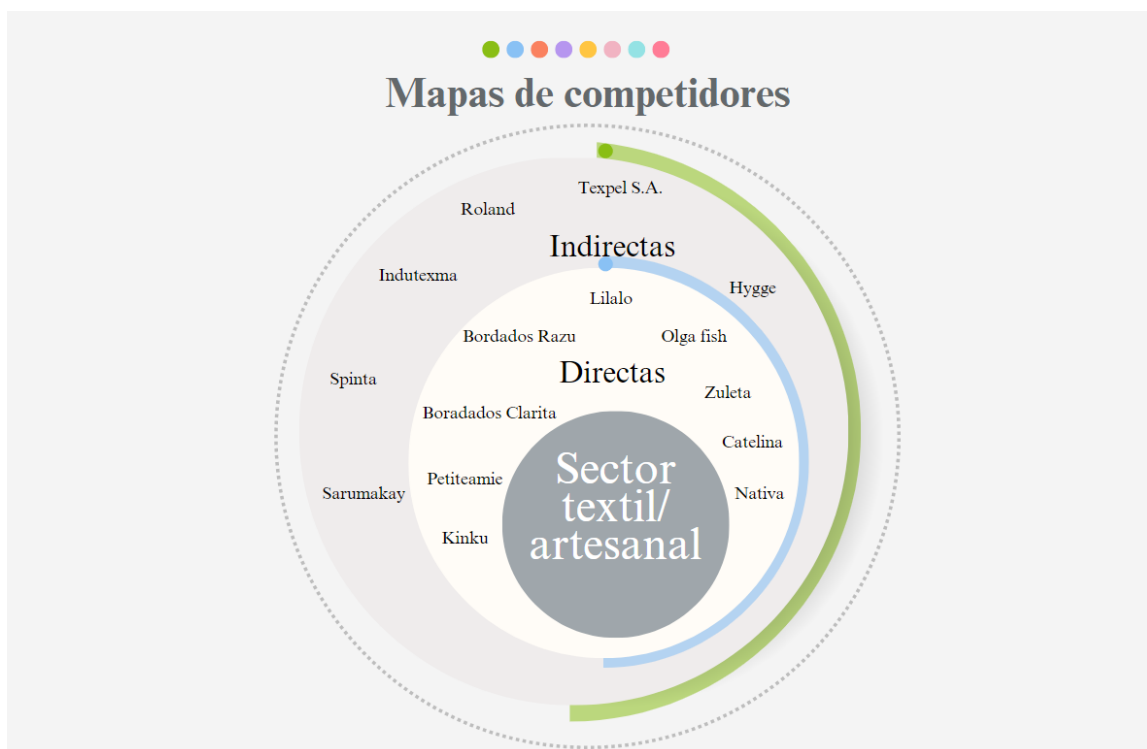 Mapas de competidores
Texpel S.A.
Roland
Indirectas
Indutexma
Hygge
Lilalo
Bordados Razu
Olga fish
Directas
Spinta
Zuleta
Boradados Clarita
Catelina
Sector
textil/
artesanal
Petiteamie
Sarumakay
Nativa
Kinku